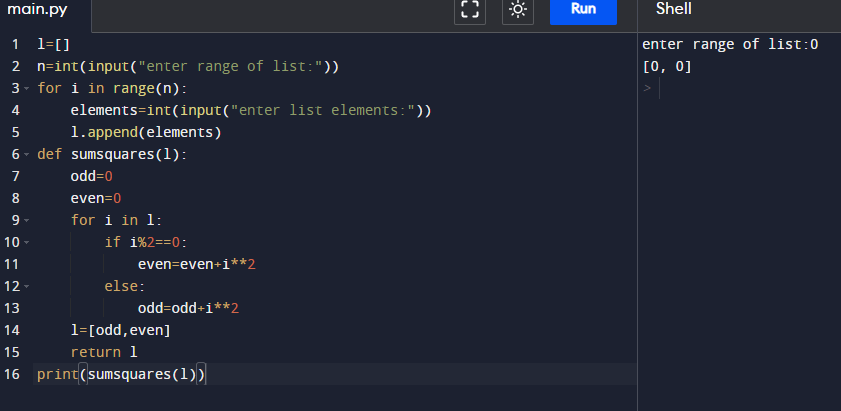 main.py
Run
Shell
1 l=[]
2 n=int(input("enter range of list:"))
3 for i in range(n):
4     elements=int(input("enter list elements:"))
5     l.append(elements)
6 def sumsquares(l):
7     odd=0
8     even=0
9     for i in l:
10         if i%2==0:
11             even=even+i**2
12         else:
13             odd=odd+i**2
14     l=[odd,even]
15     return l
16 print(sumsquares(l))
enter range of list:0
[0, 0]
>